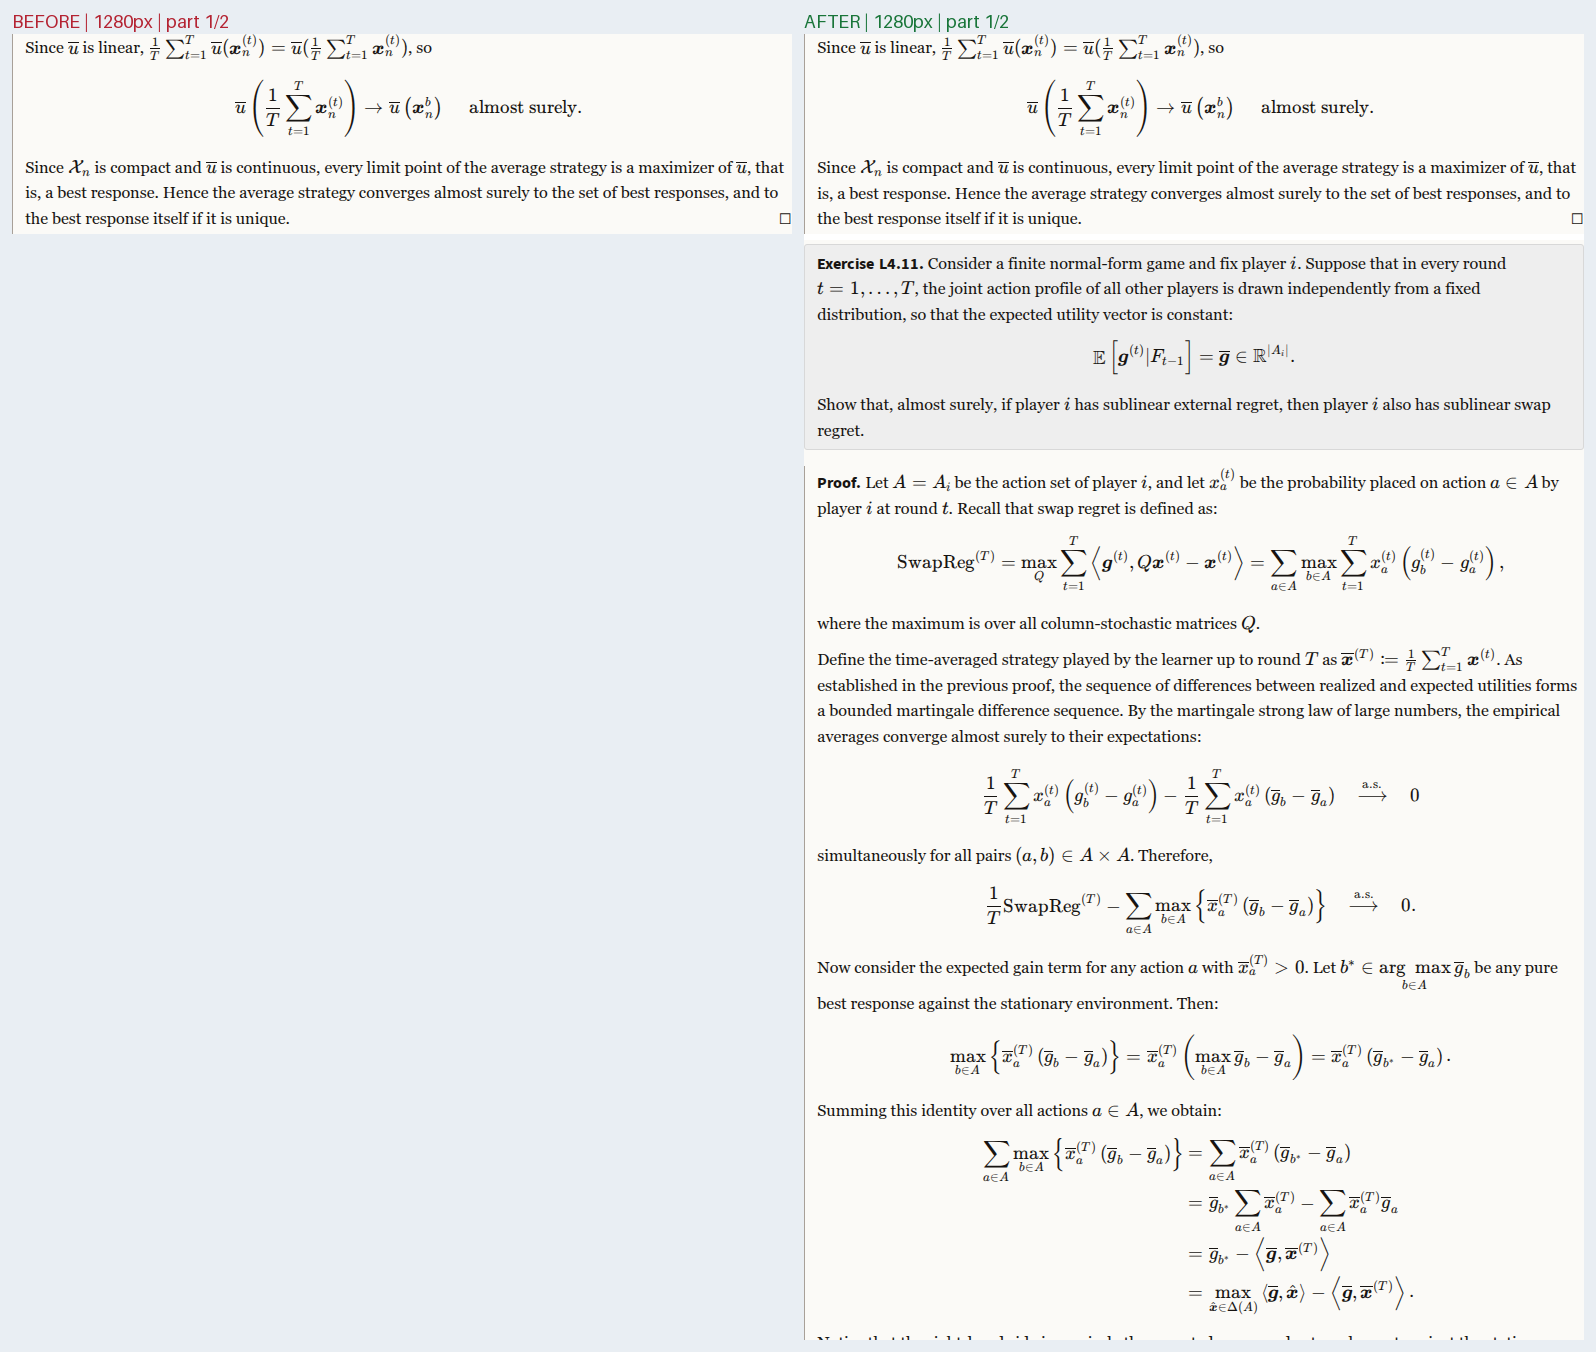 BEFORE | 1280px | part 1/2
Since u̅ is linear, 1/T ∑_{t=1}^{T} u̅(𝒙_n^{(t)}) = u̅(1/T ∑_{t=1}^{T} 𝒙_n^{(t)}), so
u̅ (1/T ∑_{t=1}^{T} 𝒙_n^{(t)}) → u̅ (𝒙_n^b) almost surely.
Since 𝒳_n is compact and u̅ is continuous, every limit point of the average strategy is a maximizer of u̅, that
is, a best response. Hence the average strategy converges almost surely to the set of best responses, and to
the best response itself if it is unique. □
AFTER | 1280px | part 1/2
Since u̅ is linear, 1/T ∑_{t=1}^{T} u̅(𝒙_n^{(t)}) = u̅(1/T ∑_{t=1}^{T} 𝒙_n^{(t)}), so
u̅ (1/T ∑_{t=1}^{T} 𝒙_n^{(t)}) → u̅ (𝒙_n^b) almost surely.
Since 𝒳_n is compact and u̅ is continuous, every limit point of the average strategy is a maximizer of u̅, that
is, a best response. Hence the average strategy converges almost surely to the set of best responses, and to
the best response itself if it is unique. □
Exercise L4.11. Consider a finite normal-form game and fix player i. Suppose that in every round
t = 1, . . . , T, the joint action profile of all other players is drawn independently from a fixed
distribution, so that the expected utility vector is constant:
𝔼 [𝒈^{(t)}|F_{t−1}] = 𝒈̅ ∈ ℝ^{|A_i|}.
Show that, almost surely, if player i has sublinear external regret, then player i also has sublinear swap
regret.
Proof. Let A = A_i be the action set of player i, and let x_a^{(t)} be the probability placed on action a ∈ A by
player i at round t. Recall that swap regret is defined as:
SwapReg^{(T)} = max_Q ∑_{t=1}^{T} ⟨𝒈^{(t)}, Q𝒙^{(t)} − 𝒙^{(t)}⟩ = ∑_{a∈A} max_{b∈A} ∑_{t=1}^{T} x_a^{(t)} (g_b^{(t)} − g_a^{(t)}),
where the maximum is over all column-stochastic matrices Q.
Define the time-averaged strategy played by the learner up to round T as 𝒙̅^{(T)} := 1/T ∑_{t=1}^{T} 𝒙^{(t)}. As
established in the previous proof, the sequence of differences between realized and expected utilities forms
a bounded martingale difference sequence. By the martingale strong law of large numbers, the empirical
averages converge almost surely to their expectations:
1/T ∑_{t=1}^{T} x_a^{(t)} (g_b^{(t)} − g_a^{(t)}) − 1/T ∑_{t=1}^{T} x_a^{(t)} (g̅_b − g̅_a) ⟶^{a.s.} 0
simultaneously for all pairs (a, b) ∈ A × A. Therefore,
1/T SwapReg^{(T)} − ∑_{a∈A} max_{b∈A} {x̅_a^{(T)} (g̅_b − g̅_a)} ⟶^{a.s.} 0.
Now consider the expected gain term for any action a with x̅_a^{(T)} > 0. Let b* ∈ arg max_{b∈A} g̅_b be any pure
best response against the stationary environment. Then:
max_{b∈A} {x̅_a^{(T)} (g̅_b − g̅_a)} = x̅_a^{(T)} (max_{b∈A} g̅_b − g̅_a) = x̅_a^{(T)} (g̅_{b*} − g̅_a).
Summing this identity over all actions a ∈ A, we obtain:
∑_{a∈A} max_{b∈A} {x̅_a^{(T)} (g̅_b − g̅_a)} = ∑_{a∈A} x̅_a^{(T)} (g̅_{b*} − g̅_a)
= g̅_{b*} ∑_{a∈A} x̅_a^{(T)} − ∑_{a∈A} x̅_a^{(T)} g̅_a
= g̅_{b*} − ⟨𝒈̅, 𝒙̅^{(T)}⟩
= max_{𝒙̂∈Δ(A)} ⟨𝒈̅, 𝒙̂⟩ − ⟨𝒈̅, 𝒙̅^{(T)}⟩.